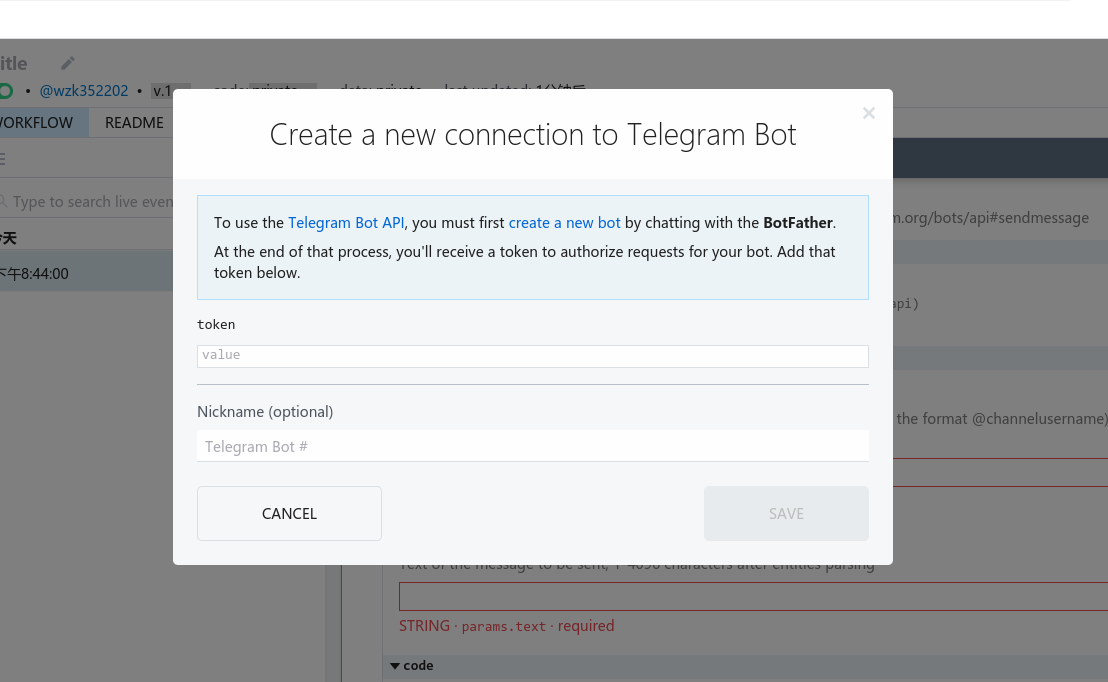 itle
• @wzk352202 • v.1
WORKFLOW README
Create a new connection to Telegram Bot
×
Type to search live even
To use the Telegram Bot API, you must first create a new bot by chatting with the BotFather.
At the end of that process, you'll receive a token to authorize requests for your bot. Add that
token below.
m.org/bots/api#sendmessage
今天
下午8:44:00
api)
token
value
Nickname (optional)
Telegram Bot #
the format @channelusername)
CANCEL
SAVE
Text of the message to be sent, 1-4096 characters after entities parsing
STRING · params.text · required
code